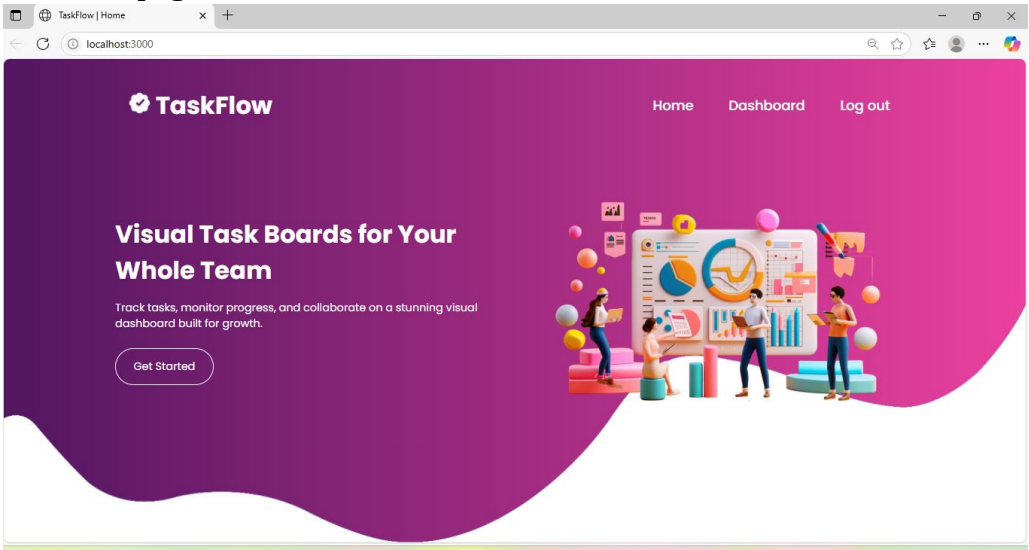 TaskFlow | Home
localhost:3000
TaskFlow
Home Dashboard Log out
Visual Task Boards for Your
Whole Team
Track tasks, monitor progress, and collaborate on a stunning visual
dashboard built for growth.
Get Started